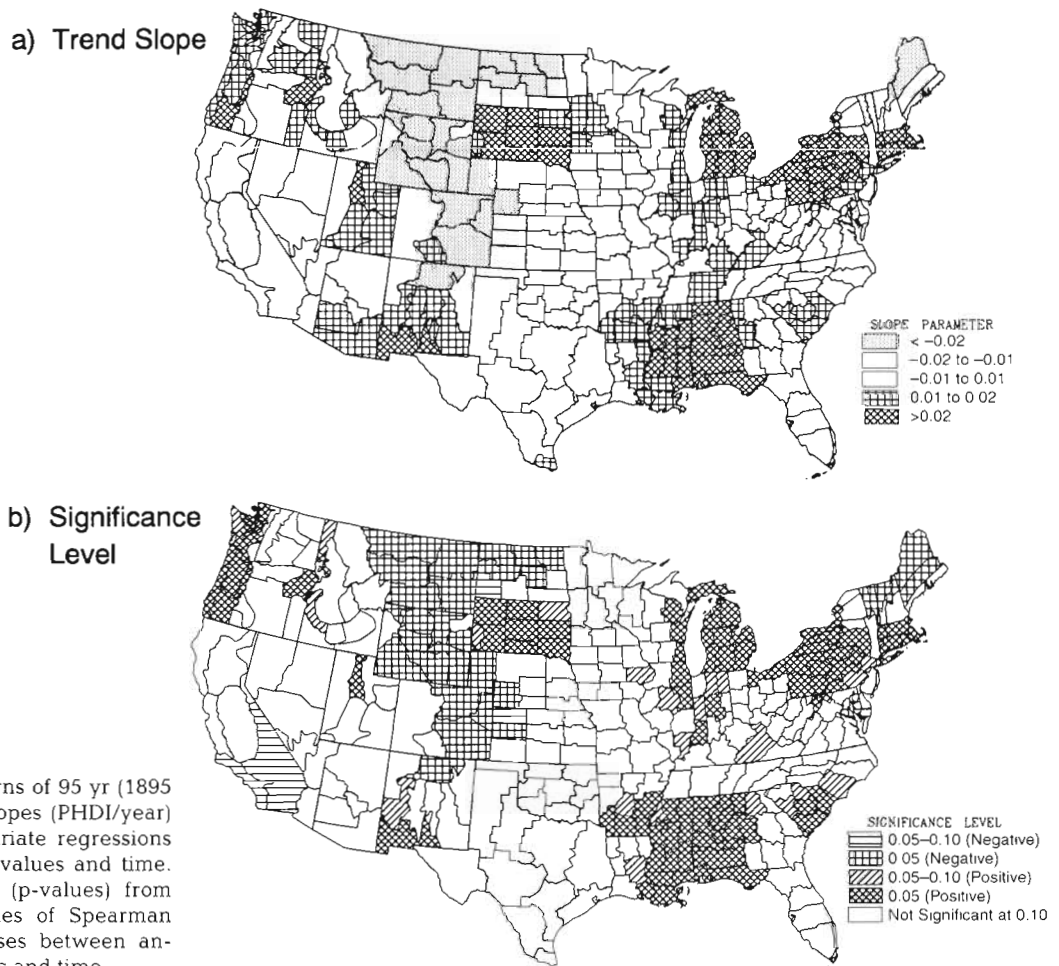 a) Trend Slope
SLOPE PARAMETER
< -0.02
-0.02 to -0.01
-0.01 to 0.01
0.01 to 0 02
>0.02
b) Significance
Level
SIGNIFICANCE LEVEL
0.05–0.10 (Negative)
0 05 (Negative)
0.05–0.10 (Positive)
0.05 (Positive)
Not Significant at 0.10
rns of 95 yr (1895
opes (PHDI/year)
riate regressions
values and time.
(p-values) from
es of Spearman
ses between an-
s and time